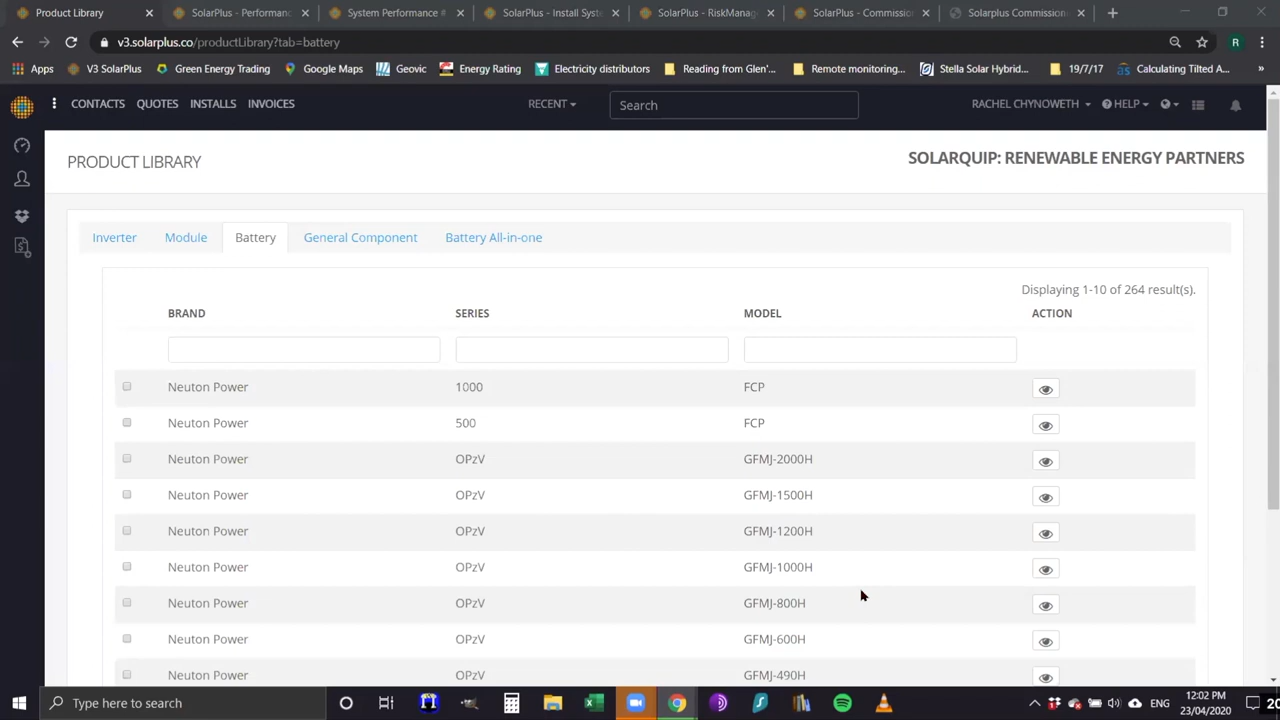 Product Library
SolarPlus - Performanc
System Performance #
SolarPlus - Install Syste
SolarPlus - RiskManage
SolarPlus - Commission
Solarplus Commissione
v3.solarplus.co/productLibrary?tab=battery
R
Apps
V3 SolarPlus
Green Energy Trading
Google Maps
Geovic
Energy Rating
Electricity distributors
Reading from Glen'...
Remote monitoring...
Stella Solar Hybrid...
19/7/17
as Calculating Tilted A...
»
CONTACTS
QUOTES
INSTALLS
INVOICES
RECENT
Search
RACHEL CHYNOWETH
HELP
PRODUCT LIBRARY
SOLARQUIP: RENEWABLE ENERGY PARTNERS
Inverter
Module
Battery
General Component
Battery All-in-one
Displaying 1-10 of 264 result(s).
BRAND SERIES MODEL ACTION
Neuton Power 1000 FCP
Neuton Power 500 FCP
Neuton Power OPzV GFMJ-2000H
Neuton Power OPzV GFMJ-1500H
Neuton Power OPzV GFMJ-1200H
Neuton Power OPzV GFMJ-1000H
Neuton Power OPzV GFMJ-800H
Neuton Power OPzV GFMJ-600H
Neuton Power OPzV GFMJ-490H
Type here to search
ENG
12:02 PM
23/04/2020